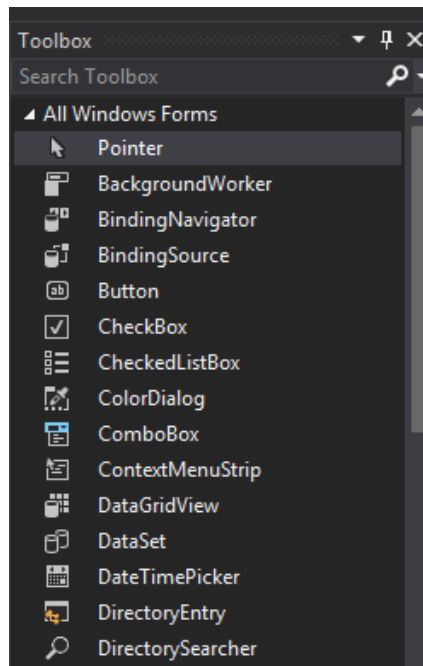 Toolbox
Search Toolbox
All Windows Forms
Pointer
BackgroundWorker
BindingNavigator
BindingSource
ab Button
CheckBox
CheckedListBox
ColorDialog
ComboBox
ContextMenuStrip
DataGridView
DataSet
DateTimePicker
DirectoryEntry
DirectorySearcher